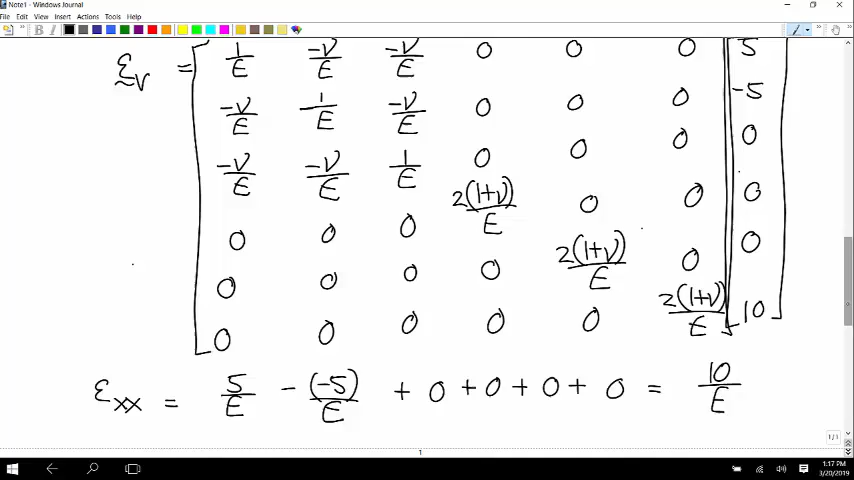 Note1 - Windows Journal
File Edit View Insert Actions Tools Help
B I
ε_v = [ 1/E -ν/E -ν/E 0 0 0 ] [ 5
-ν/E 1/E -ν/E 0 0 0 -5
-ν/E -ν/E 1/E 0 0 0 0
0 0 0 2(1+ν)/E 0 0 0
0 0 0 0 2(1+ν)/E 0 0
0 0 0 0 0 2(1+ν)/E 10 ]
ε_xx = 5/E - (-5)/E + 0 + 0 + 0 + 0 = 10/E
1/1
1
1:17 PM
3/20/2019